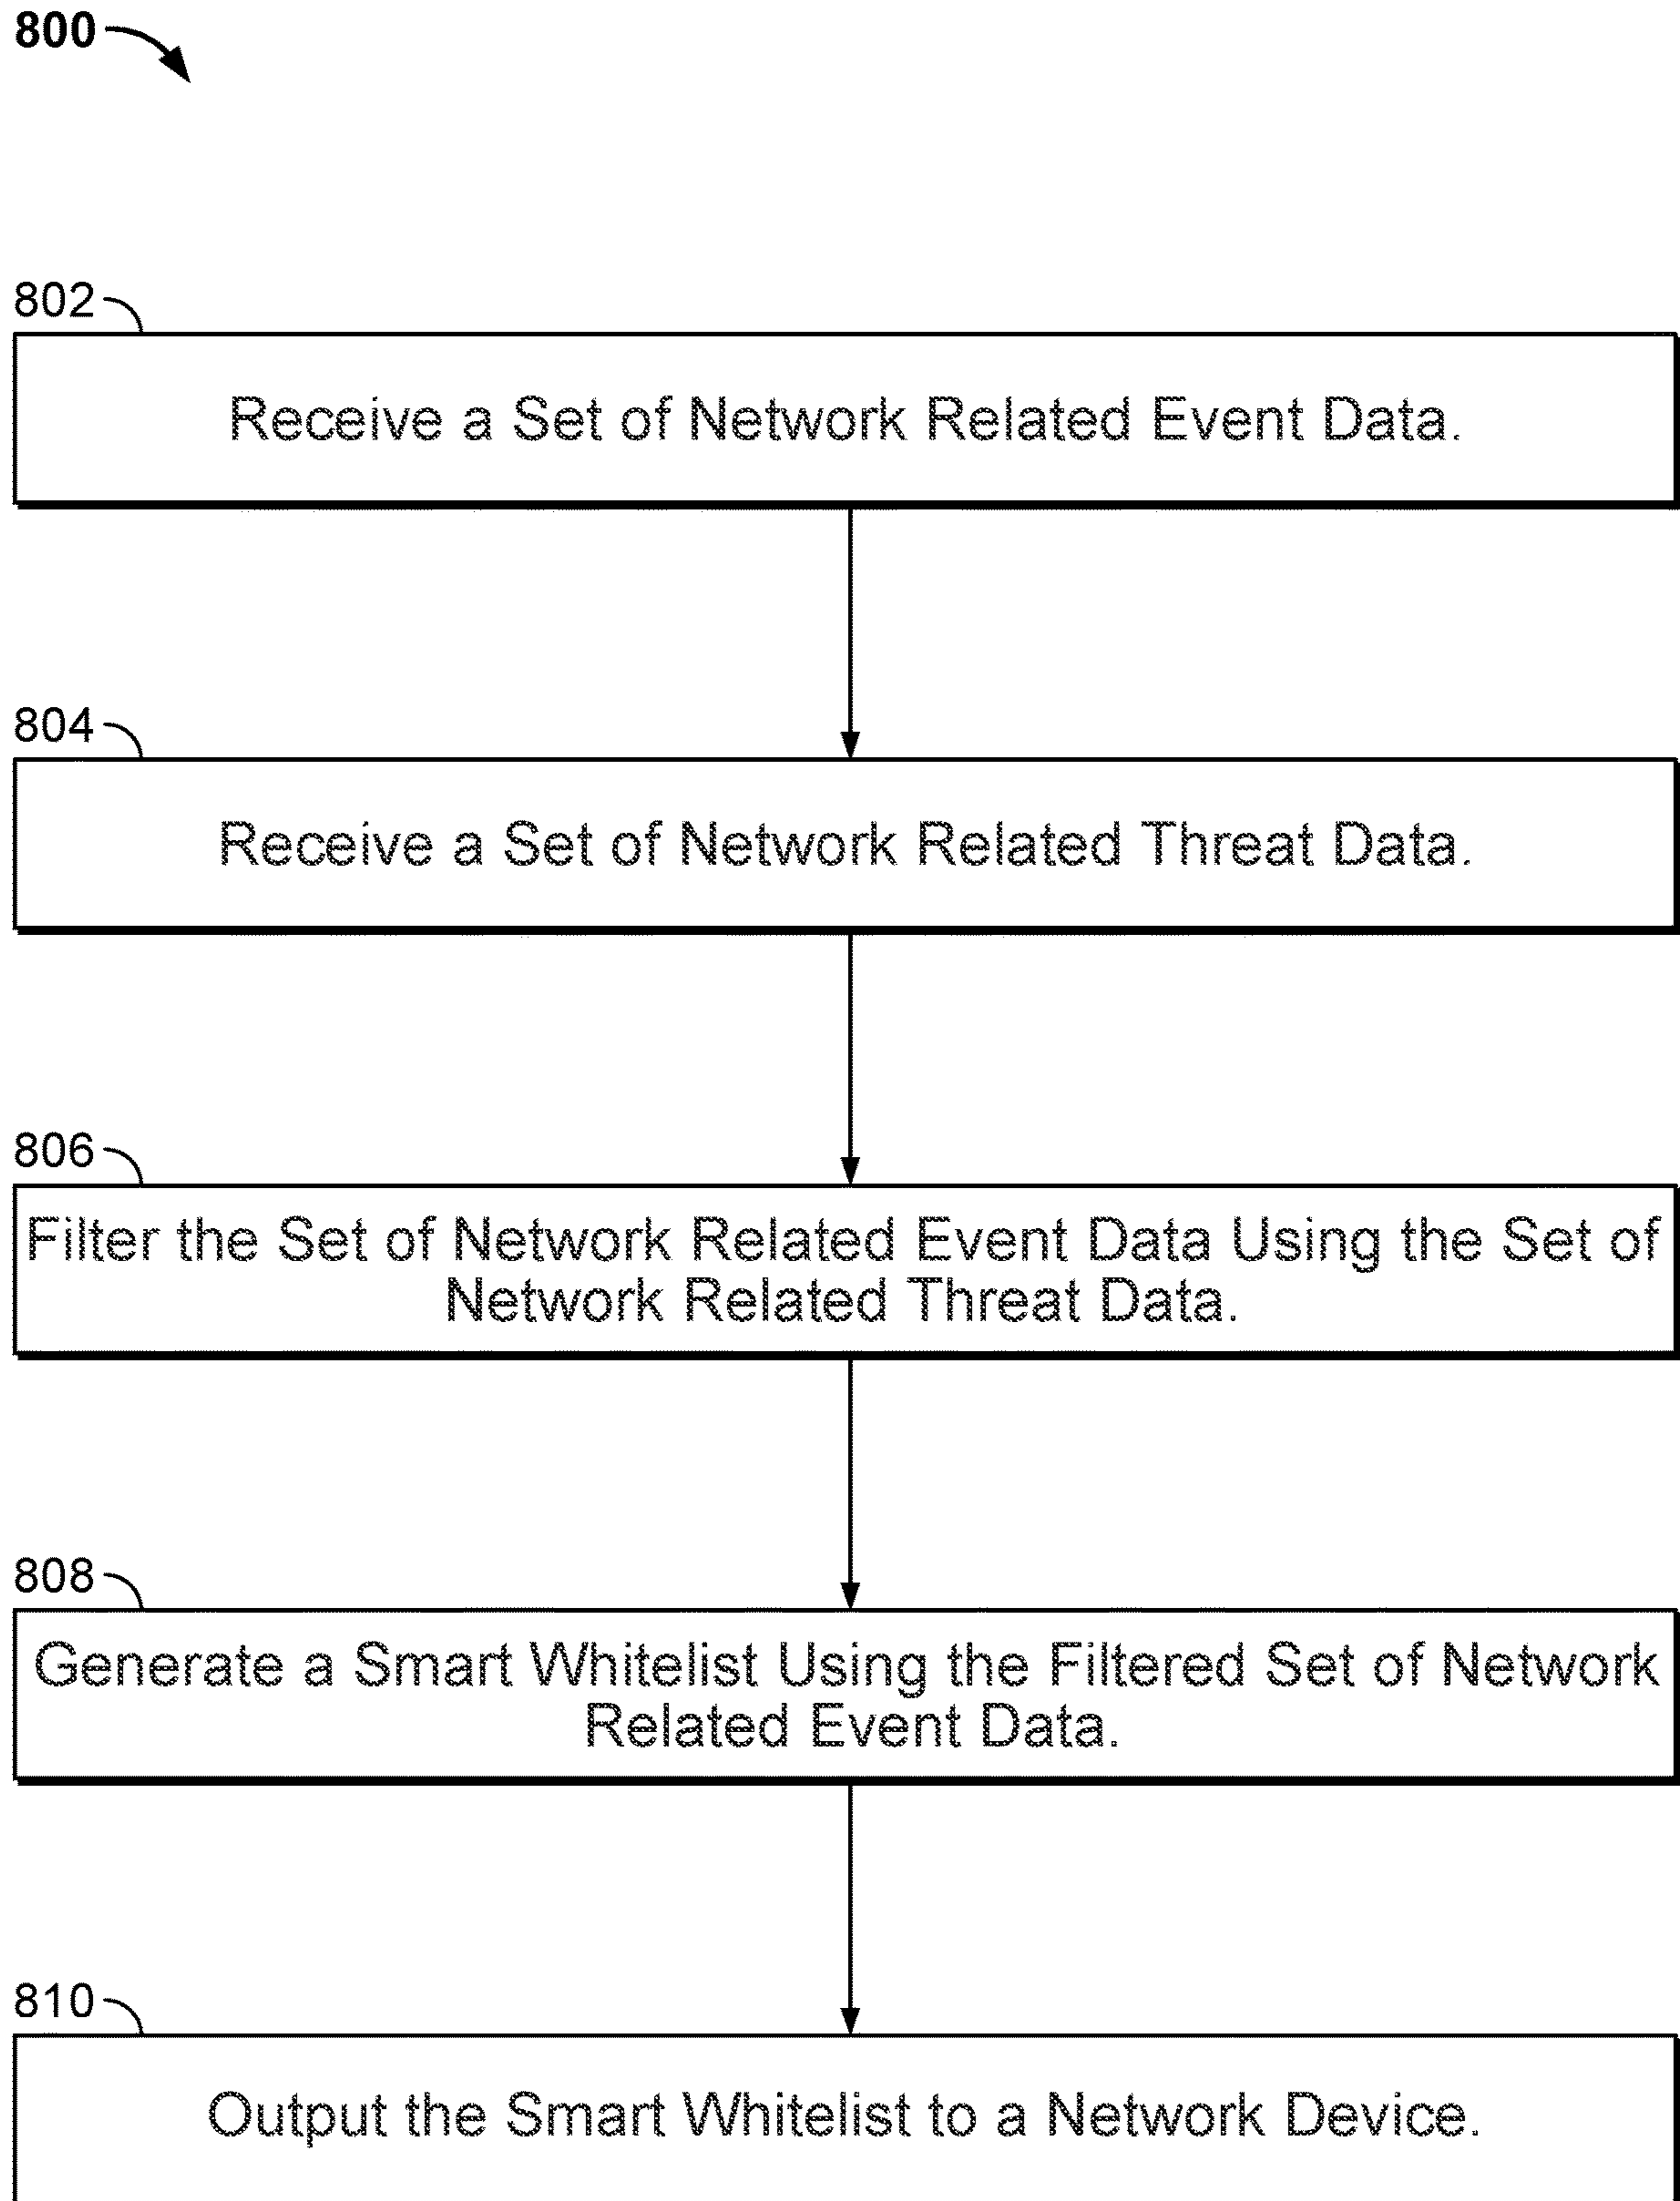 800
802
Receive a Set of Network Related Event Data.
804
Receive a Set of Network Related Threat Data.
806
Filter the Set of Network Related Event Data Using the Set of
Network Related Threat Data.
808
Generate a Smart Whitelist Using the Filtered Set of Network
Related Event Data.
810
Output the Smart Whitelist to a Network Device.